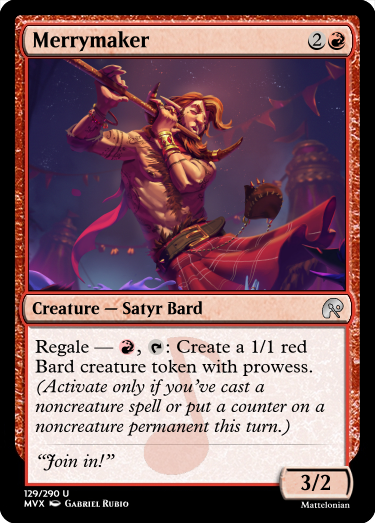 Merrymaker 2
Creature — Satyr Bard
Regale — , : Create a 1/1 red
Bard creature token with prowess.
(Activate only if you've cast a
noncreature spell or put a counter on a
noncreature permanent this turn.)
“Join in!”
3/2
129/290 U
MVX Gabriel Rubio
Mattelonian